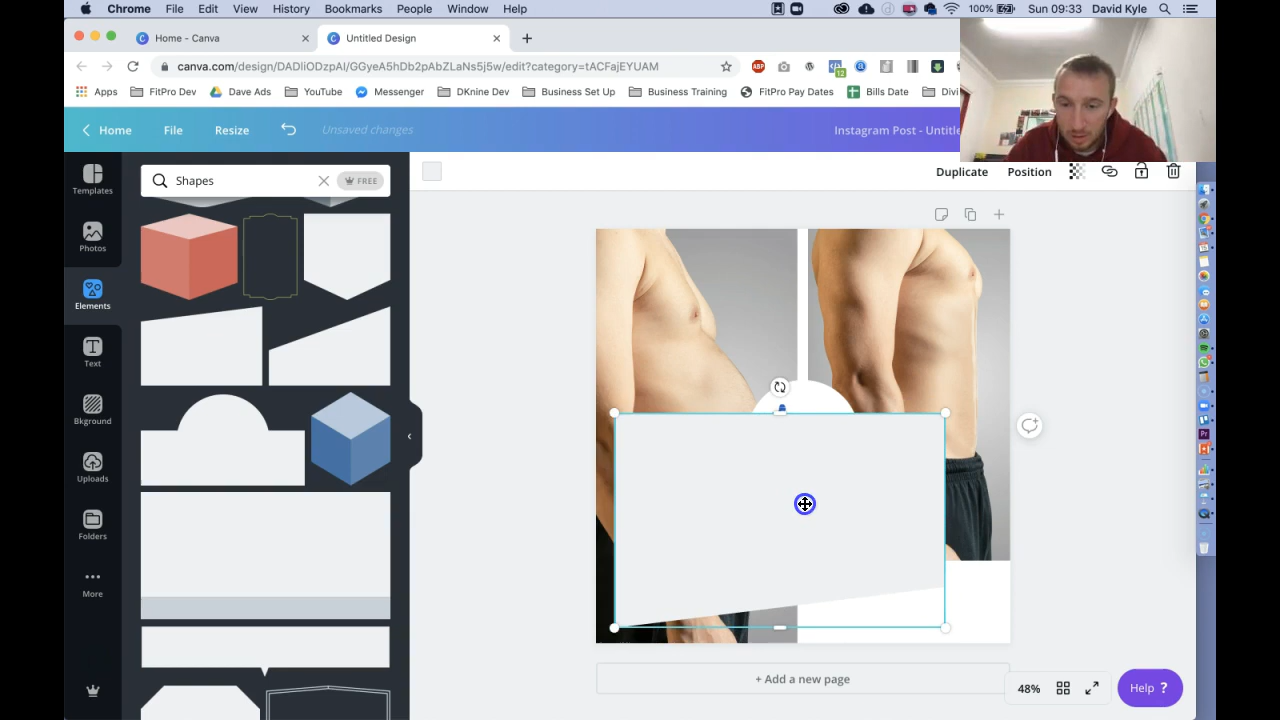 Chrome File Edit View History Bookmarks People Window Help 100% Sun 09:33 David Kyle
Home - Canva Untitled Design
canva.com/design/DADliODzpAI/GGyeA5hDb2pAbZLaNs5j5w/edit?category=tACFajEYUAM ABP 12
Apps FitPro Dev Dave Ads YouTube Messenger DKnine Dev Business Set Up Business Training FitPro Pay Dates Bills Date Divi
Home File Resize Unsaved changes Instagram Post - Untitle
Templates
Photos
Elements
Text
Bkground
Uploads
Folders
More
Shapes FREE
Duplicate Position
+ Add a new page
48% Help ?